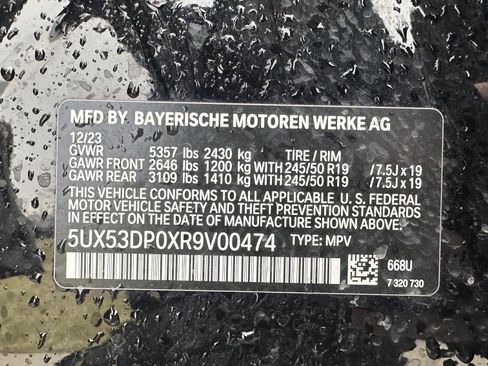 MFD BY. BAYERISCHE MOTOREN WERKE AG
12/23
GVWR 5357 lbs 2430 kg TIRE / RIM
GAWR FRONT 2646 lbs 1200 kg WITH 245/50 R19 / 7.5J x 19
GAWR REAR 3109 lbs 1410 kg WITH 245/50 R19 / 7.5J x 19
THIS VEHICLE CONFORMS TO ALL APPLICABLE U. S. FEDERAL
MOTOR VEHICLE SAFETY AND THEFT PREVENTION STANDARDS
IN EFFECT ON THE DATE OF MANUFACTURE SHOWN ABOVE.
5UX53DP0XR9V00474 TYPE: MPV
668U
7 320 730